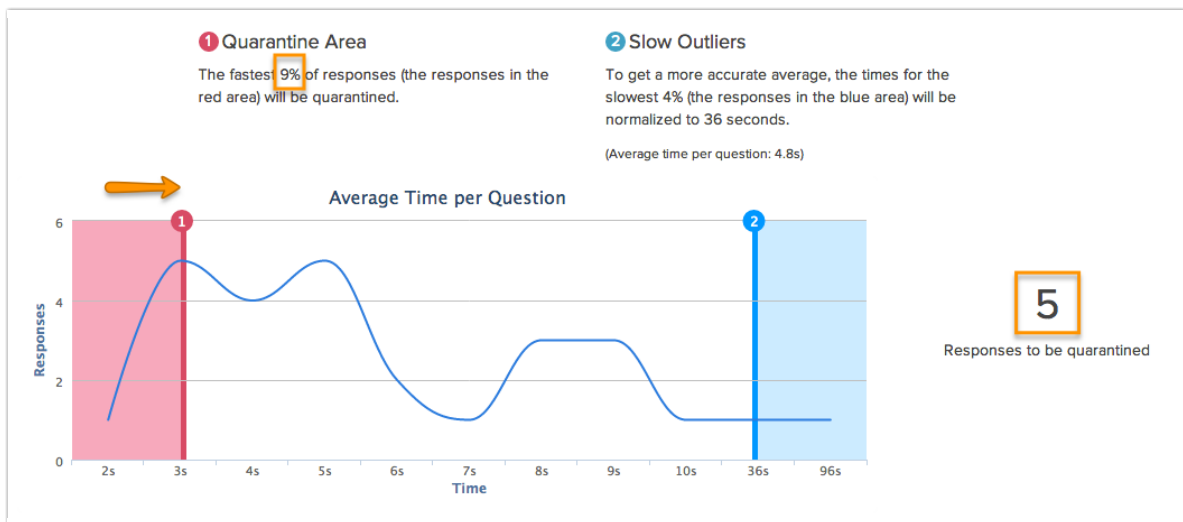 1 Quarantine Area
The fastest 9% of responses (the responses in the
red area) will be quarantined.
2 Slow Outliers
To get a more accurate average, the times for the
slowest 4% (the responses in the blue area) will be
normalized to 36 seconds.
(Average time per question: 4.8s)
Average Time per Question
1
2
6
4
2
0
Responses
2s 3s 4s 5s 6s 7s 8s 9s 10s 36s 96s
Time
5
Responses to be quarantined